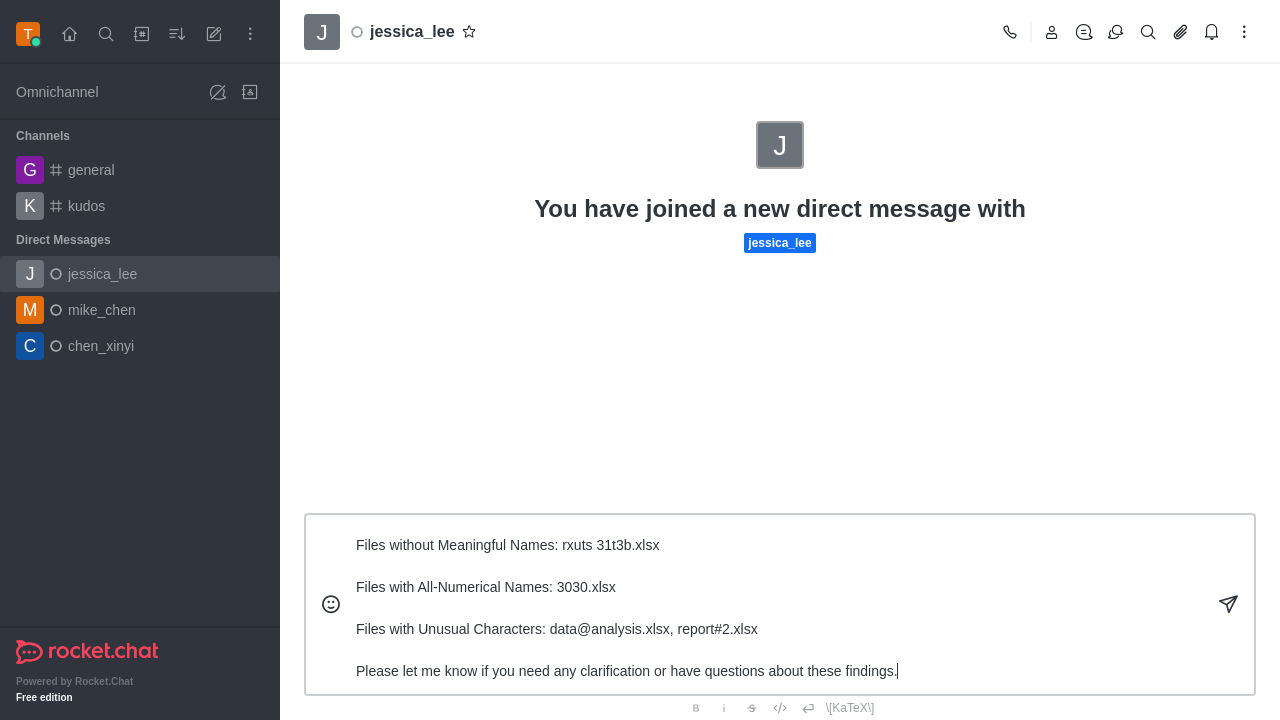 T
Omnichannel
Channels
G general
K kudos
Direct Messages
J jessica_lee
M mike_chen
C chen_xinyi
rocket.chat
Powered by Rocket.Chat
Free edition
J jessica_lee
J
You have joined a new direct message with
jessica_lee
Files without Meaningful Names: rxuts 31t3b.xlsx
Files with All-Numerical Names: 3030.xlsx
Files with Unusual Characters: data@analysis.xlsx, report#2.xlsx
Please let me know if you need any clarification or have questions about these findings.
B i S \[KaTeX\]